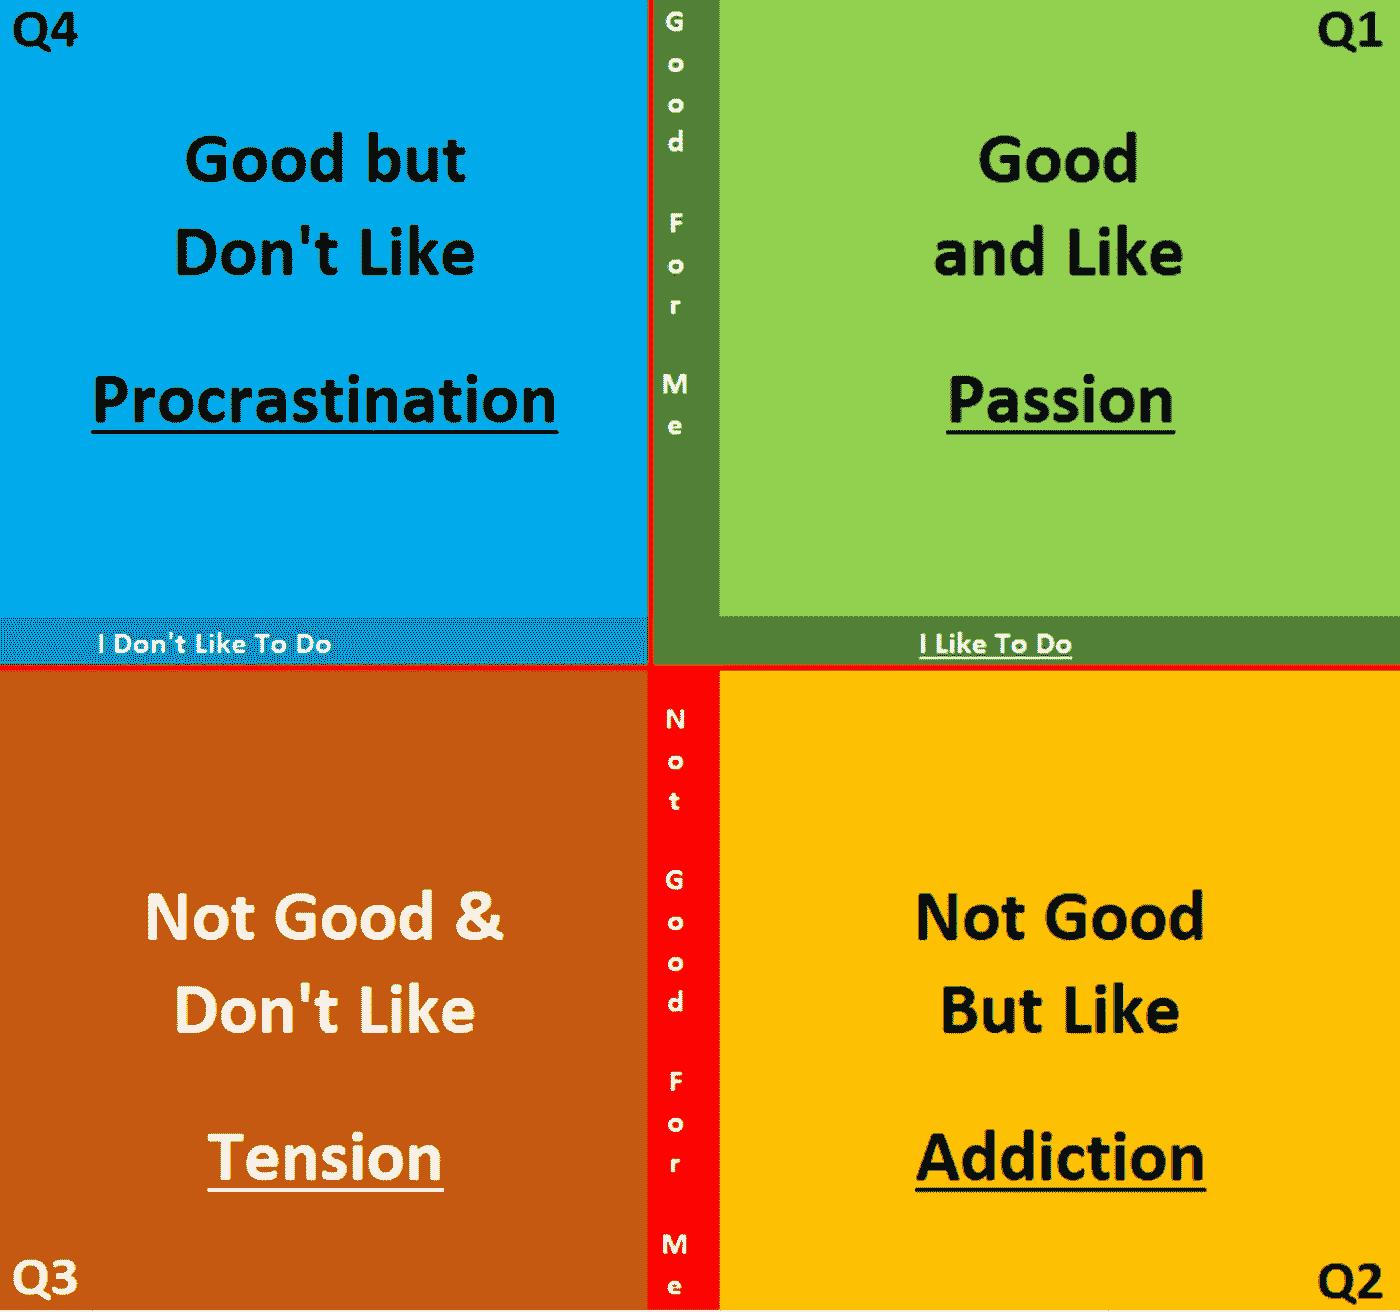 Q4
Good but
Don't Like
Procrastination
Good For Me
Q1
Good
and Like
Passion
I Don't Like To Do
I Like To Do
Not Good &
Don't Like
Tension
Q3
Not Good For Me
Not Good
But Like
Addiction
Q2